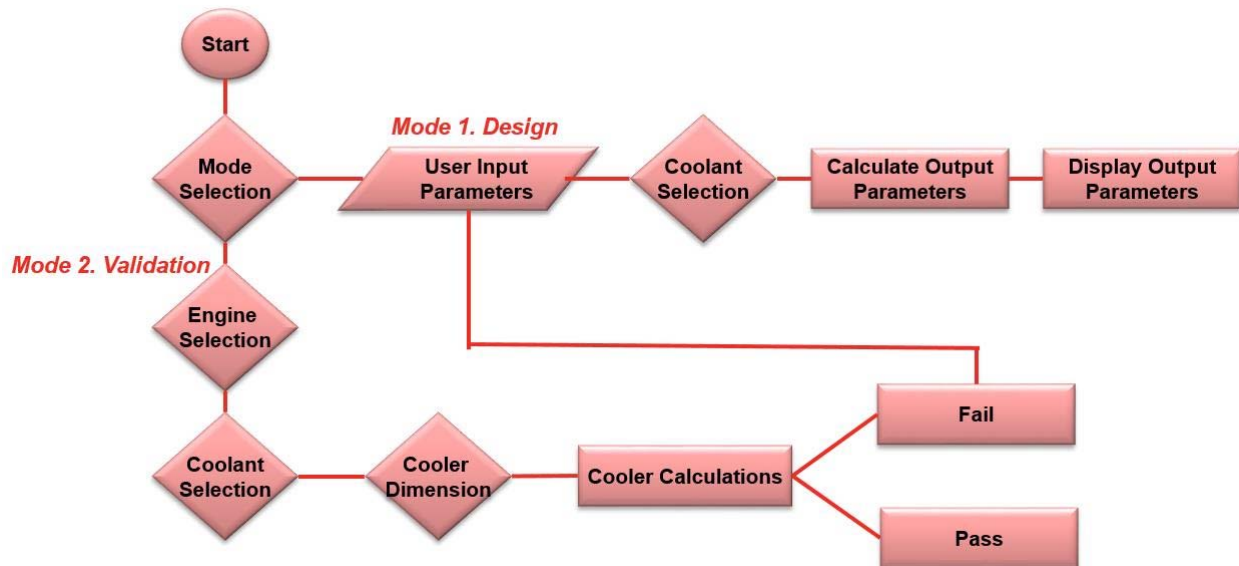 Start
Mode 1. Design
Mode
Selection
User Input
Parameters
Coolant
Selection
Calculate Output
Parameters
Display Output
Parameters
Mode 2. Validation
Engine
Selection
Fail
Coolant
Selection
Cooler
Dimension
Cooler Calculations
Pass